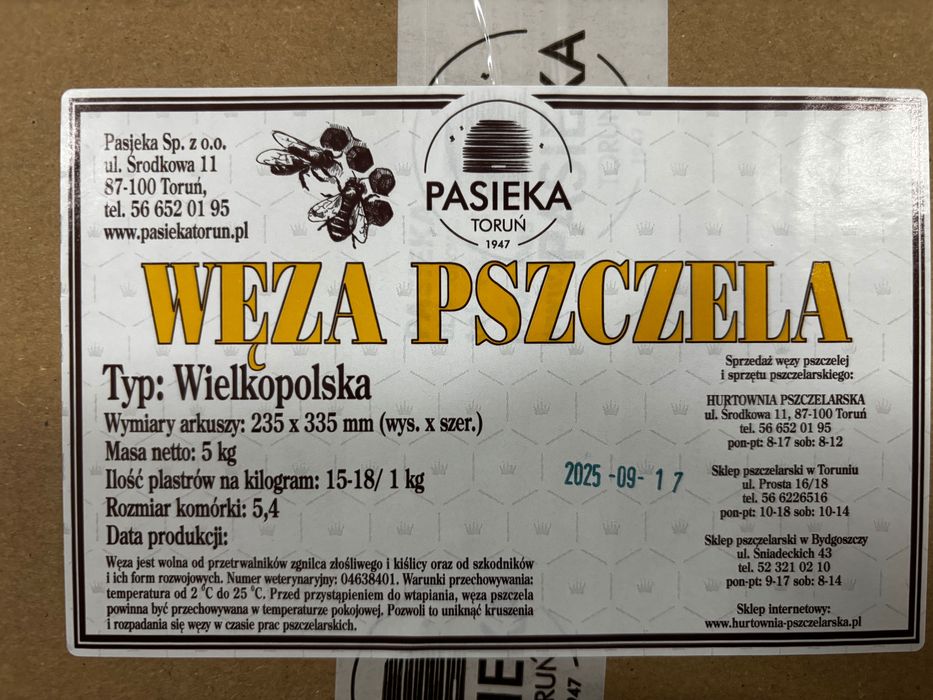 KA
Pasjeka Sp. z o.o.
ul. Środkowa 11
87-100 Toruń,
tel. 56 652 01 95
www.pasiekatorun.pl
PASIEKA
TORUŃ
1947
WĘZA PSZCZELA
Typ: Wielkopolska
Wymiary arkuszy: 235 x 335 mm (wys. x szer.)
Masa netto: 5 kg
Ilość plastrów na kilogram: 15-18/ 1 kg
Rozmiar komórki: 5,4
Data produkcji:
2025-09-17
Węza jest wolna od przetrwalników zgnilca złośliwego i kiślicy oraz od szkodników
i ich form rozwojowych. Numer weterynaryjny: 04638401. Warunki przechowywania:
temperatura od 2 °C do 25 °C. Przed przystąpieniem do wtapiania, węza pszczela
powinna być przechowywana w temperaturze pokojowej. Pozwoli to uniknąć kruszenia
i rozpadania się węzy w czasie prac pszczelarskich.
Sprzedaż węzy pszczelej
i sprzętu pszczelarskiego:
HURTOWNIA PSZCZELARSKA
ul. Środkowa 11, 87-100 Toruń
tel. 56 652 01 95
pon-pt: 8-17 sob: 8-12
Sklep pszczelarski w Toruniu
ul. Prosta 16/18
tel. 56 6226516
pon-pt: 10-18 sob: 10-14
Sklep pszczelarski w Bydgoszczy
ul. Śniadeckich 43
tel. 52 321 02 10
pon-pt: 9-17 sob: 8-14
Sklep internetowy:
www.hurtownia-pszczelarska.pl
IE
RUŃ
947